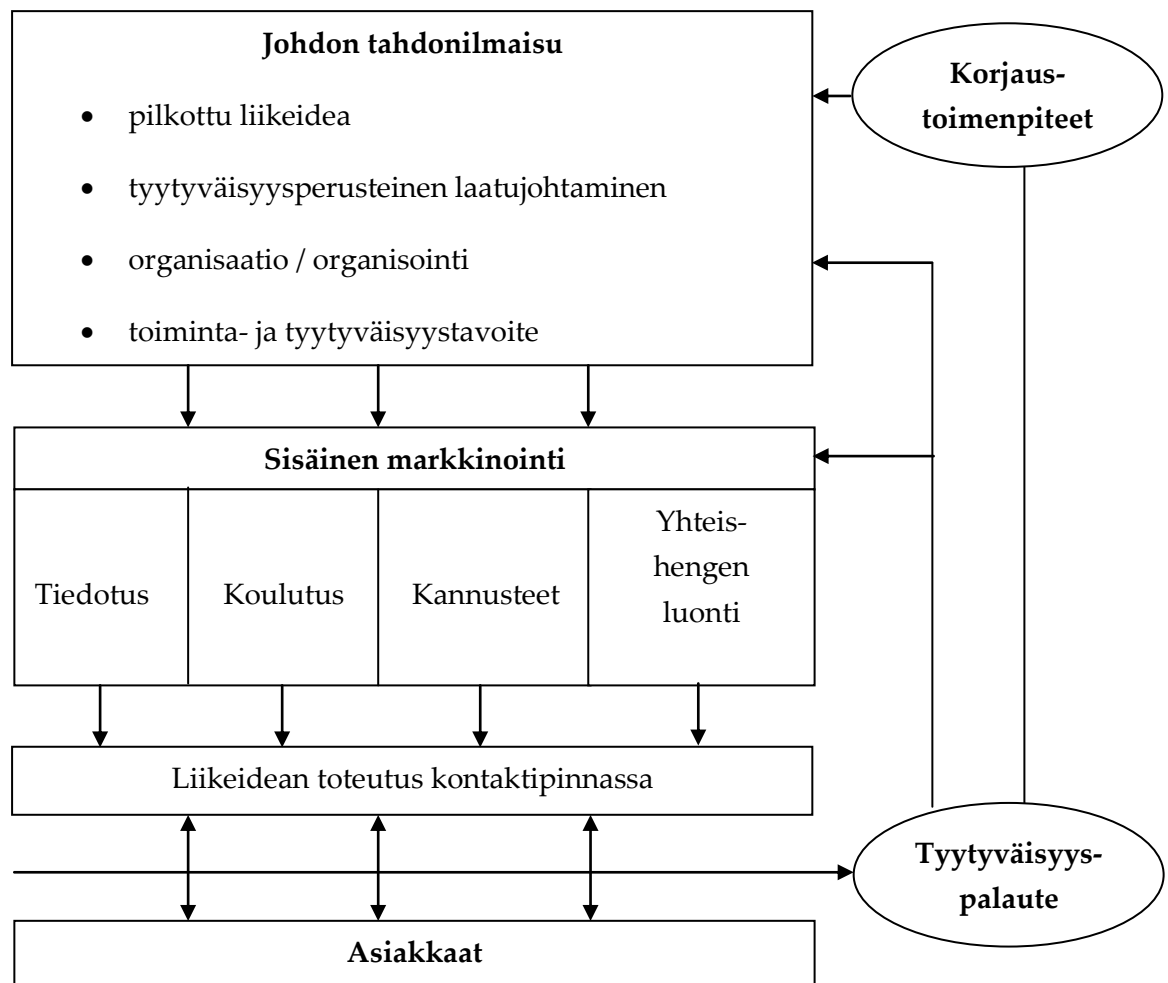 Johdon tahdonilmaisu
• pilkottu liikeidea
• tyytyväisyysperusteinen laatujohtaminen
• organisaatio / organisointi
• toiminta- ja tyytyväisyystavoite
Korjaus-
toimenpiteet
Sisäinen markkinointi
Tiedotus
Koulutus
Kannusteet
Yhteis-
hengen
luonti
Liikeidean toteutus kontaktipinnassa
Tyytyväisyys-
palaute
Asiakkaat